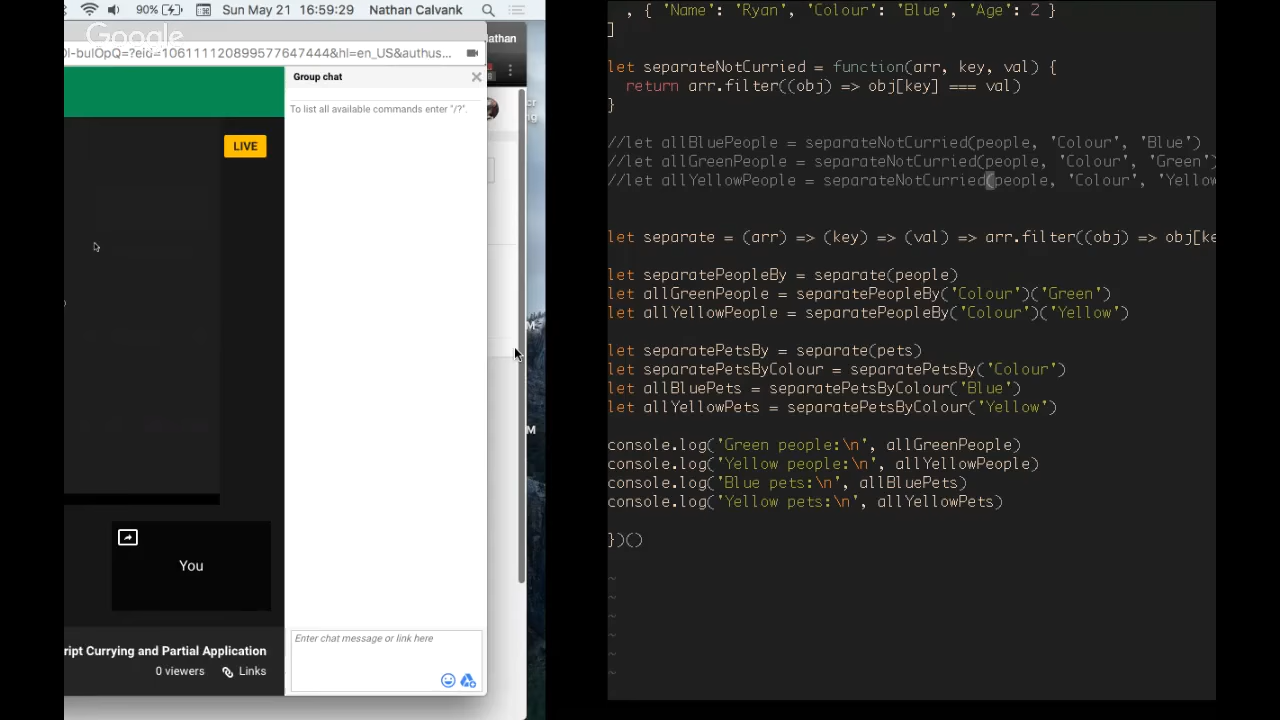 90% Sun May 21 16:59:29 Nathan Calvank
Google
DI-bulOpQ=?eid=106111120899577647444&hl=en_US&authus...
Nathan
Group chat
To list all available commands enter "/?".
LIVE
M
M
You
Enter chat message or link here
ript Currying and Partial Application
0 viewers Links
, { 'Name': 'Ryan', 'Colour': 'Blue', 'Age': 2 }
]
let separateNotCurried = function(arr, key, val) {
return arr.filter((obj) => obj[key] === val)
}
//let allBluePeople = separateNotCurried(people, 'Colour', 'Blue')
//let allGreenPeople = separateNotCurried(people, 'Colour', 'Green')
//let allYellowPeople = separateNotCurried(people, 'Colour', 'Yellow
let separate = (arr) => (key) => (val) => arr.filter((obj) => obj[ke
let separatePeopleBy = separate(people)
let allGreenPeople = separatePeopleBy('Colour')('Green')
let allYellowPeople = separatePeopleBy('Colour')('Yellow')
let separatePetsBy = separate(pets)
let separatePetsByColour = separatePetsBy('Colour')
let allBluePets = separatePetsByColour('Blue')
let allYellowPets = separatePetsByColour('Yellow')
console.log('Green people:\n', allGreenPeople)
console.log('Yellow people:\n', allYellowPeople)
console.log('Blue pets:\n', allBluePets)
console.log('Yellow pets:\n', allYellowPets)
})()
~
~
~
~
~
~